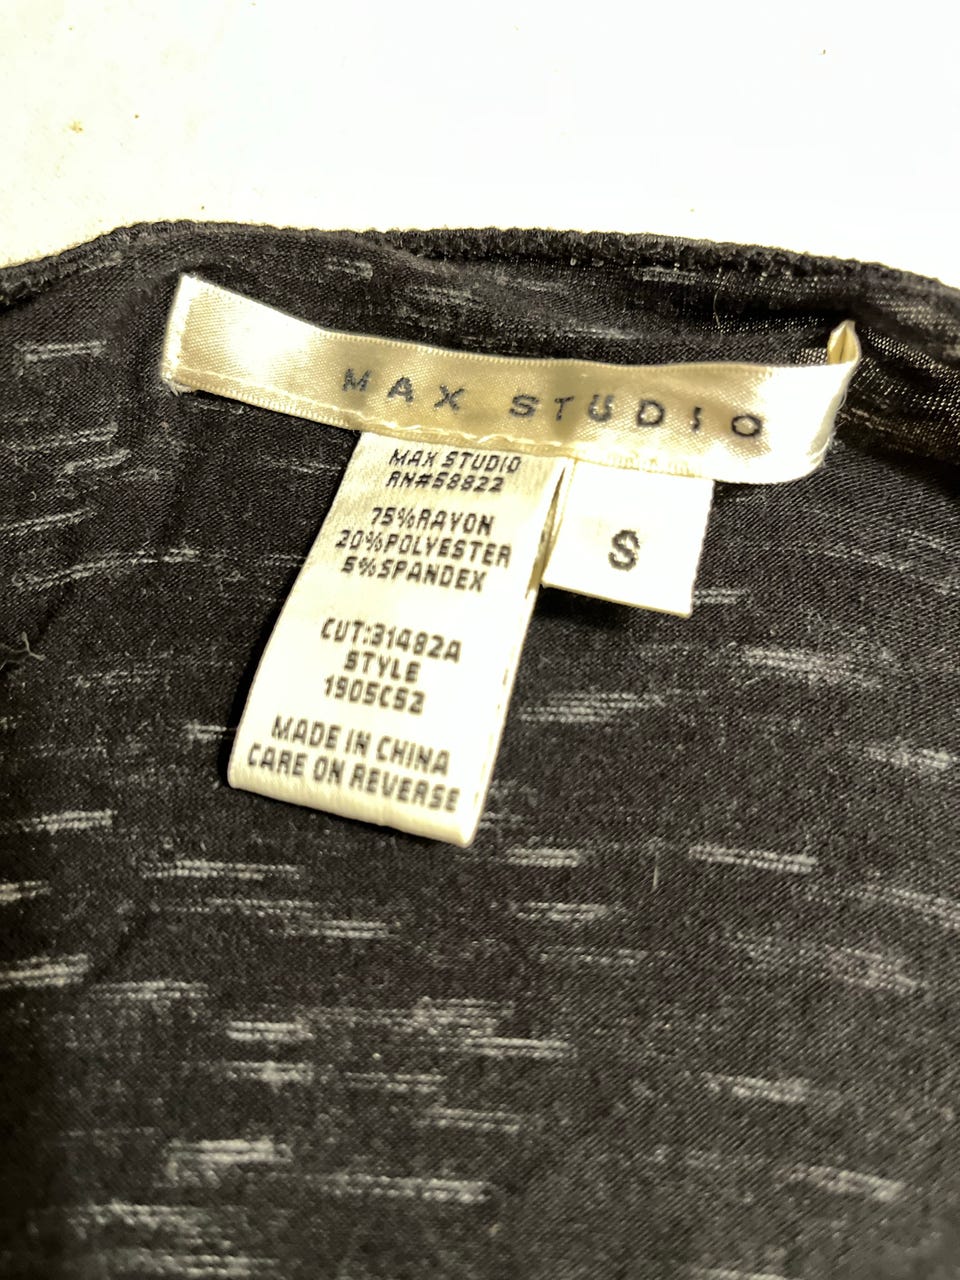 MAX STUDIO
MAX STUDIO
RN#58822
75%RAYON
20%POLYESTER
5%SPANDEX
CUT:31482A
STYLE
1905C52
MADE IN CHINA
CARE ON REVERSE
S